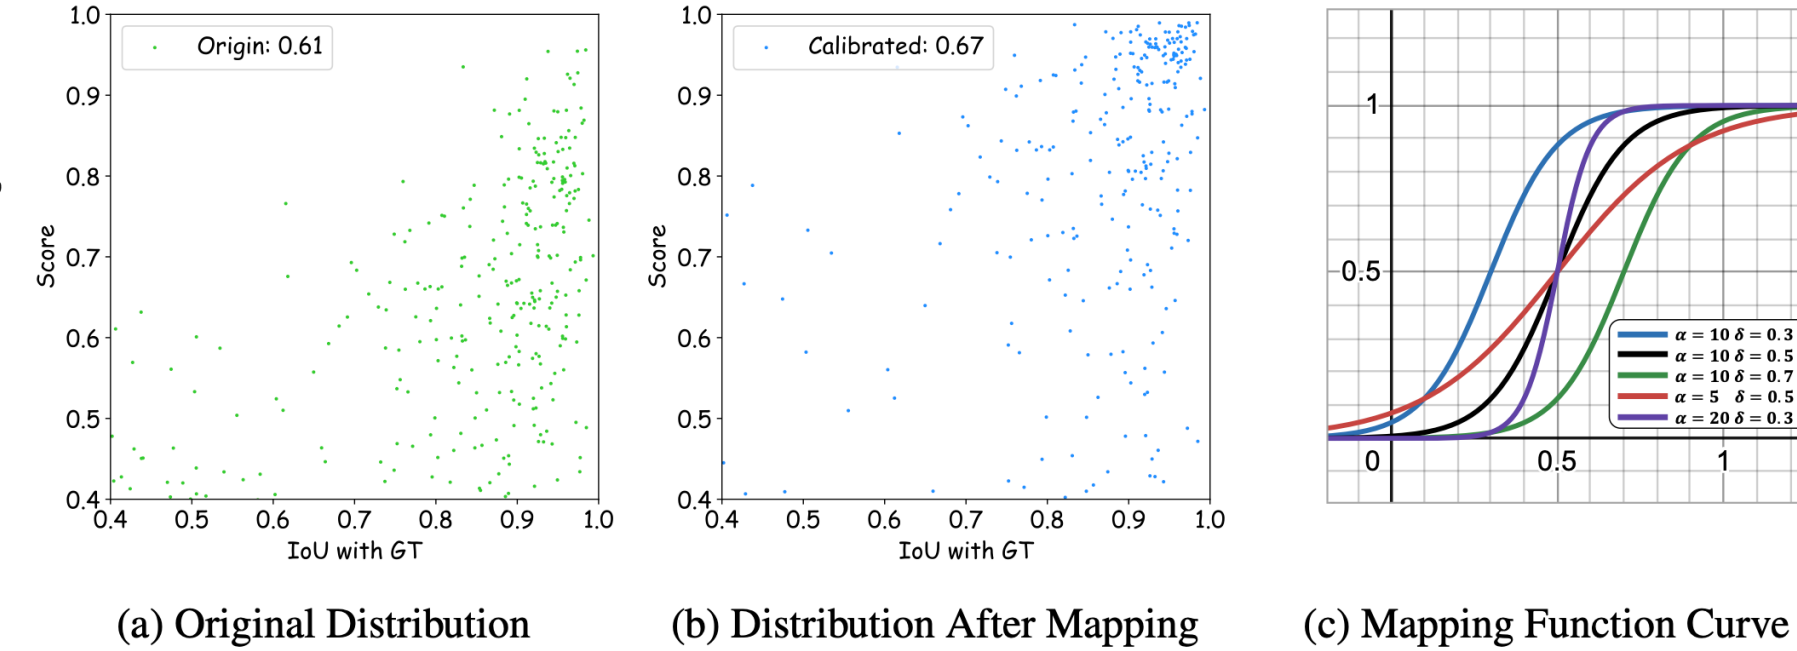 1.0
0.9
0.8
0.7
0.6
0.5
0.4
Score
Origin: 0.61
0.4 0.5 0.6 0.7 0.8 0.9 1.0
IoU with GT
(a) Original Distribution
1.0
0.9
0.8
0.7
0.6
0.5
0.4
Score
Calibrated: 0.67
0.4 0.5 0.6 0.7 0.8 0.9 1.0
IoU with GT
(b) Distribution After Mapping
1
0.5
0 0.5 1
α = 10 δ = 0.3
α = 10 δ = 0.5
α = 10 δ = 0.7
α = 5 δ = 0.5
α = 20 δ = 0.3
(c) Mapping Function Curve